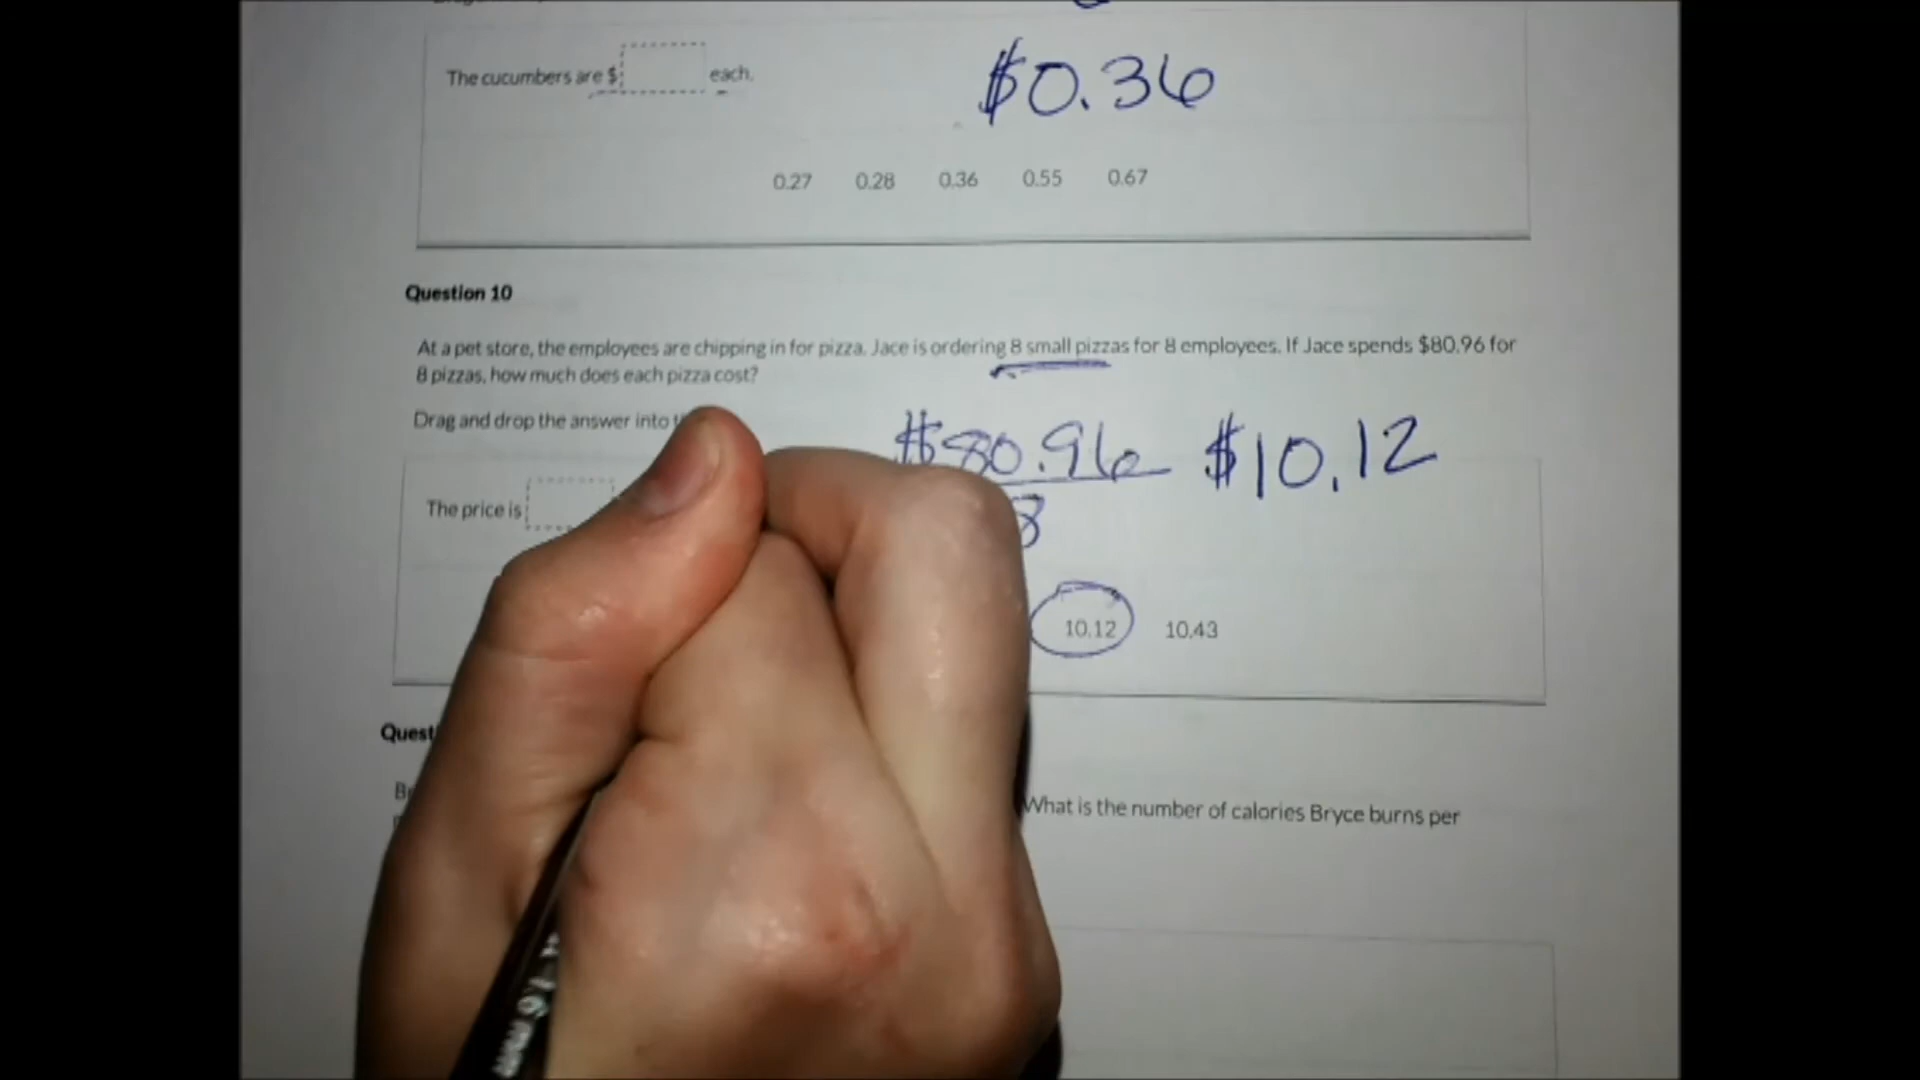 The cucumbers are $ each.
$0.36
0.27 0.28 0.36 0.55 0.67
Question 10
At a pet store, the employees are chipping in for pizza. Jace is ordering 8 small pizzas for 8 employees. If Jace spends $80.96 for
8 pizzas, how much does each pizza cost?
Drag and drop the answer into
$80.96 $10.12
8
The price is
10.12 10.43
What is the number of calories Bryce burns per